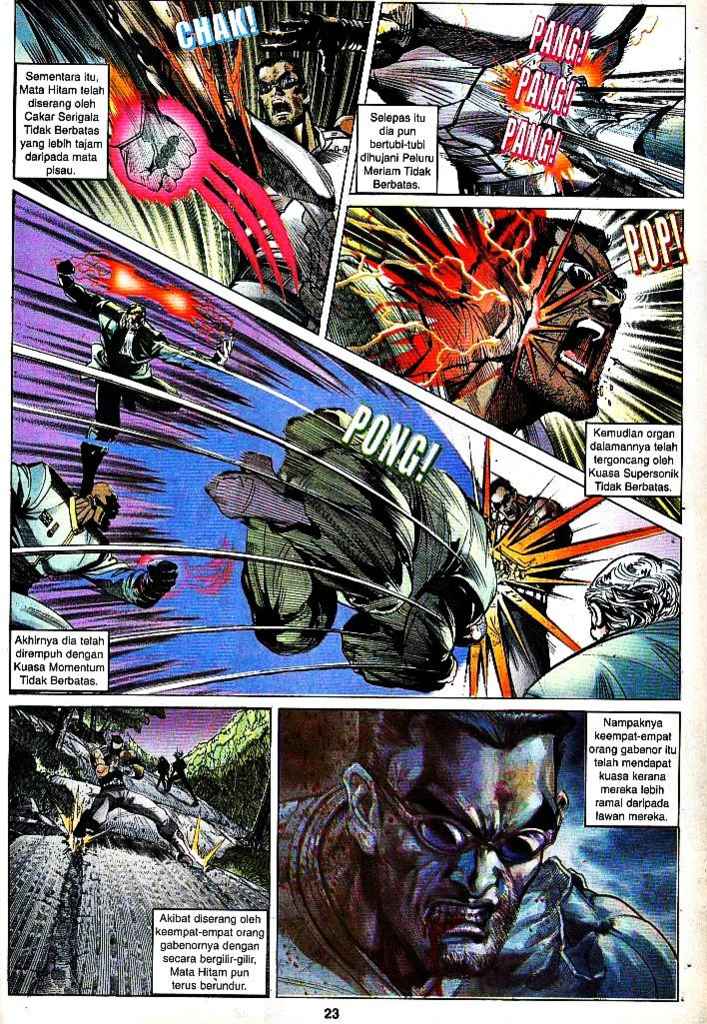 CHAK!
Sementara itu,
Mata Hitam telah
diserang oleh
Cakar Serigala
Tidak Berbatas
yang lebih tajam
daripada mata
pisau.
PANG!
PANG!
PANG!
Selepas itu
dia pun
bertubi-tubi
dihujani Peluru
Meriam Tidak
Berbatas.
POP!
Kemudian organ
dalamannya telah
tergoncang oleh
Kuasa Supersonik
Tidak Berbatas.
PONG!
Akhirnya dia telah
dirempuh dengan
Kuasa Momentum
Tidak Berbatas.
Akibat diserang oleh
keempat-empat orang
gabenornya dengan
secara bergilir-gilir,
Mata Hitam pun
terus berundur.
Nampaknya
keempat-empat
orang gabenor itu
telah mendapat
kuasa kerana
mereka lebih
ramai daripada
lawan mereka.
23